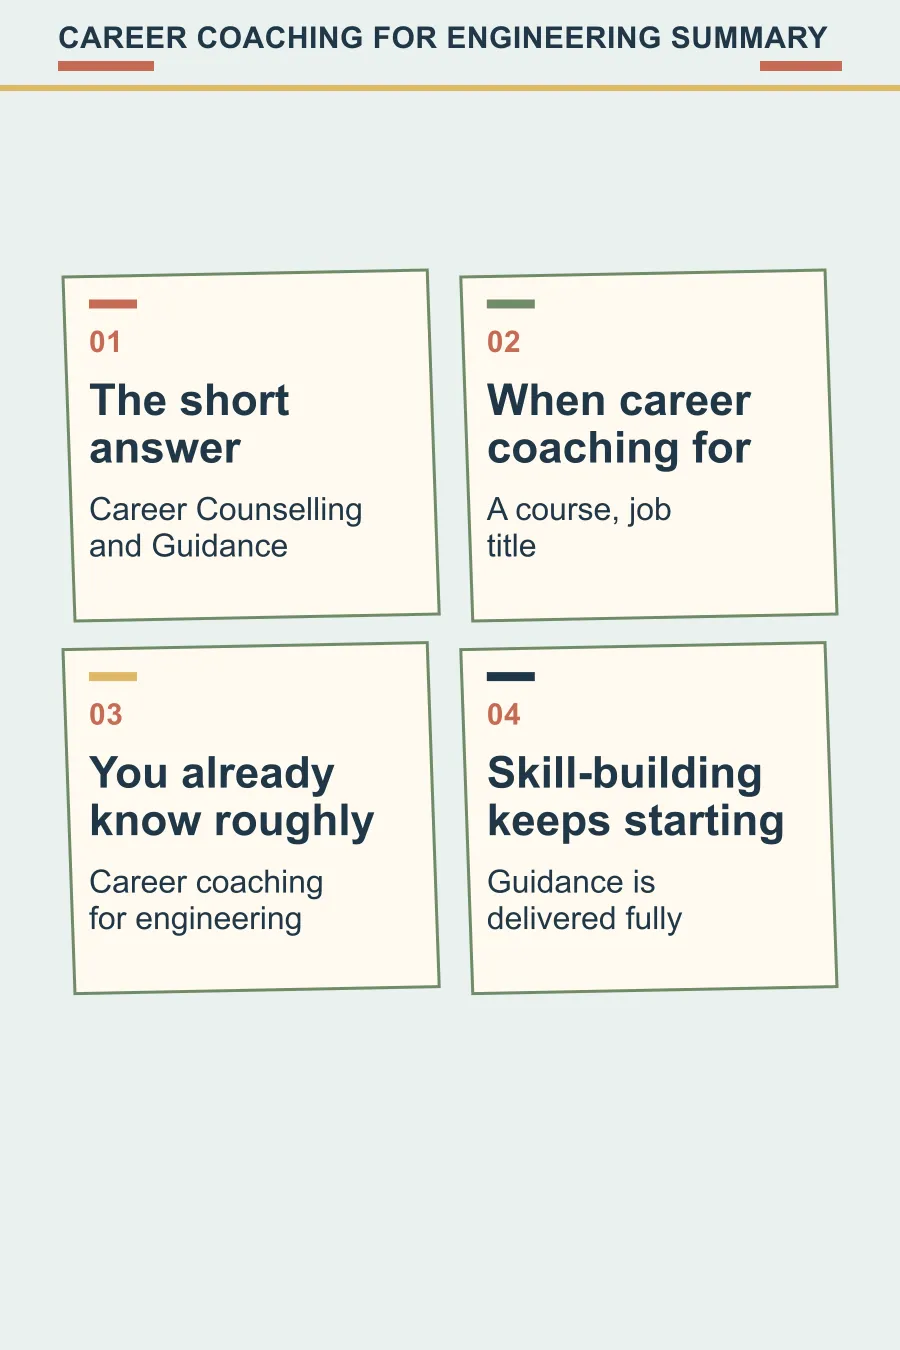 CAREER COACHING FOR ENGINEERING SUMMARY
01
The short
answer
Career Counselling
and Guidance
02
When career
coaching for
A course, job
title
03
You already
know roughly
Career coaching
for engineering
04
Skill-building
keeps starting
Guidance is
delivered fully